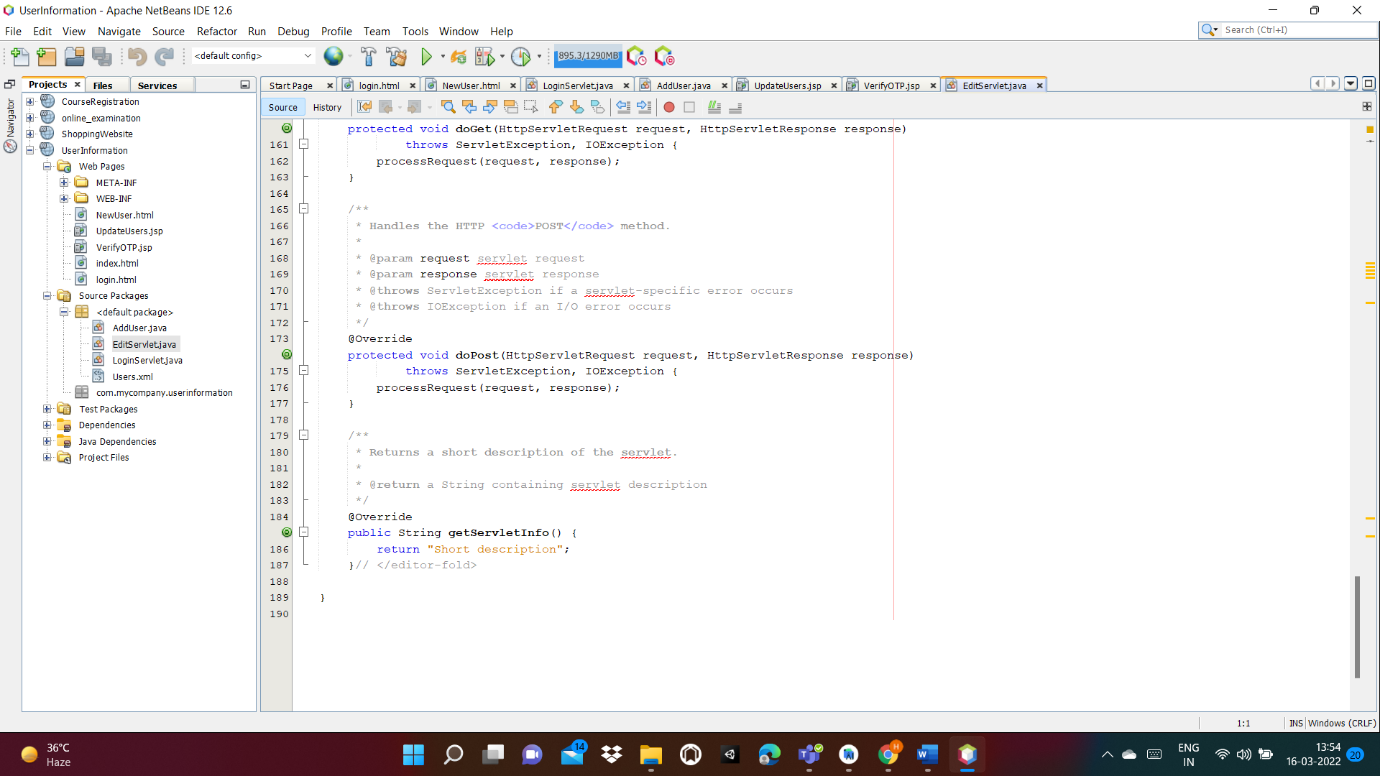 UserInformation - Apache NetBeans IDE 12.6
File Edit View Navigate Source Refactor Run Debug Profile Team Tools Window Help
Search (Ctrl+I)
<default config>
895.3/1290MB
Projects Files Services
Navigator
CourseRegistration
online_examination
ShoppingWebsite
UserInformation
Web Pages
META-INF
WEB-INF
NewUser.html
UpdateUsers.jsp
VerifyOTP.jsp
index.html
login.html
Source Packages
<default package>
AddUser.java
EditServlet.java
LoginServlet.java
Users.xml
com.mycompany.userinformation
Test Packages
Dependencies
Java Dependencies
Project Files
Start Page login.html NewUser.html LoginServlet.java AddUser.java UpdateUsers.jsp VerifyOTP.jsp EditServlet.java
Source History
protected void doGet(HttpServletRequest request, HttpServletResponse response)
161 throws ServletException, IOException {
162 processRequest(request, response);
163 }
164
165 /**
166 * Handles the HTTP <code>POST</code> method.
167 *
168 * @param request servlet request
169 * @param response servlet response
170 * @throws ServletException if a servlet-specific error occurs
171 * @throws IOException if an I/O error occurs
172 */
173 @Override
protected void doPost(HttpServletRequest request, HttpServletResponse response)
175 throws ServletException, IOException {
176 processRequest(request, response);
177 }
178
179 /**
180 * Returns a short description of the servlet.
181 *
182 * @return a String containing servlet description
183 */
184 @Override
public String getServletInfo() {
186 return "Short description";
187 }// </editor-fold>
188
189 }
190
1:1 INS Windows (CRLF)
36°C
Haze
14
ENG
IN
13:54
16-03-2022
20